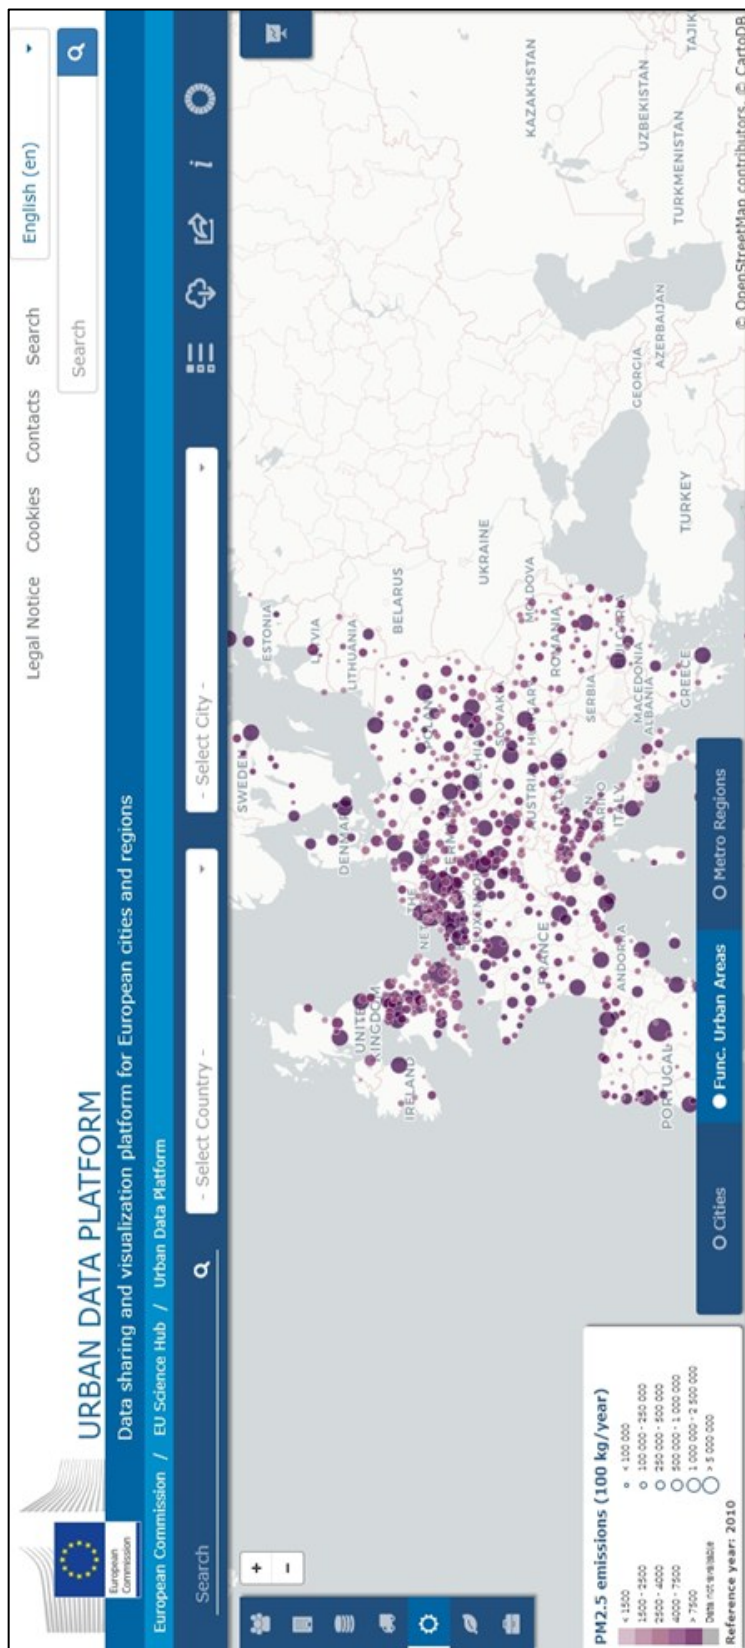 Legal Notice Cookies Contacts Search English (en)
European
Commission
URBAN DATA PLATFORM
Search
Data sharing and visualization platform for European cities and regions
European Commission / EU Science Hub / Urban Data Platform
Search
- Select Country -
- Select City -
+
−
SWEDEN
ESTONIA
LITHUANIA
UNITED
KINGDOM
IRELAND
BELARUS
UKRAINE
MOLDOVA
ROMANIA
SERBIA
FRANCE
ANDORRA
ITALY
MACEDONIA
ALBANIA
GREECE
PORTUGAL
TURKEY
GEORGIA
AZERBAIJAN
KAZAKHSTAN
UZBEKISTAN
TURKMENISTAN
TAJIK
PM2.5 emissions (100 kg/year)
< 1500
1500 - 2500
2500 - 4000
4000 - 7500
> 7500
Data not available
< 100 000
100 000 - 250 000
250 000 - 500 000
500 000 - 1 000 000
1 000 000 - 2 500 000
> 5 000 000
Reference year: 2010
Cities
Func. Urban Areas
Metro Regions
© OpenStreetMap contributors, © CartoDB